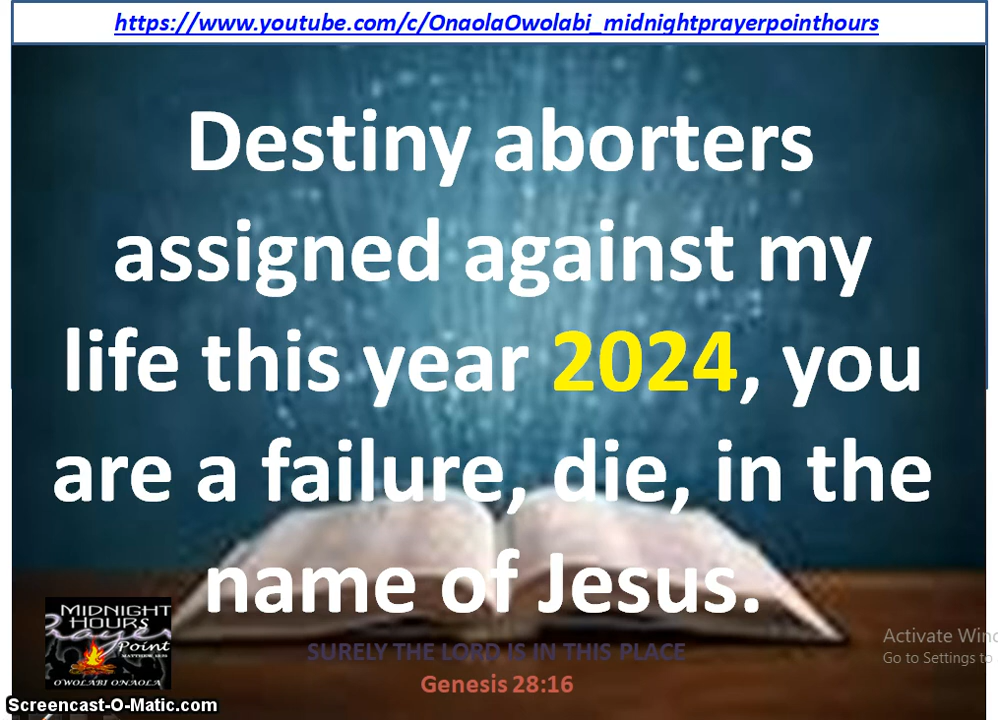 https://www.youtube.com/c/OnaolaOwolabi_midnightprayerpointhours
Destiny aborters
assigned against my
life this year 2024, you
are a failure, die, in the
name of Jesus.
MIDNIGHT
HOURS
Prayer
Point
OWOLABI ONAOLA
SURELY THE LORD IS IN THIS PLACE
Genesis 28:16
Activate Winc
Go to Settings to
Screencast-O-Matic.com